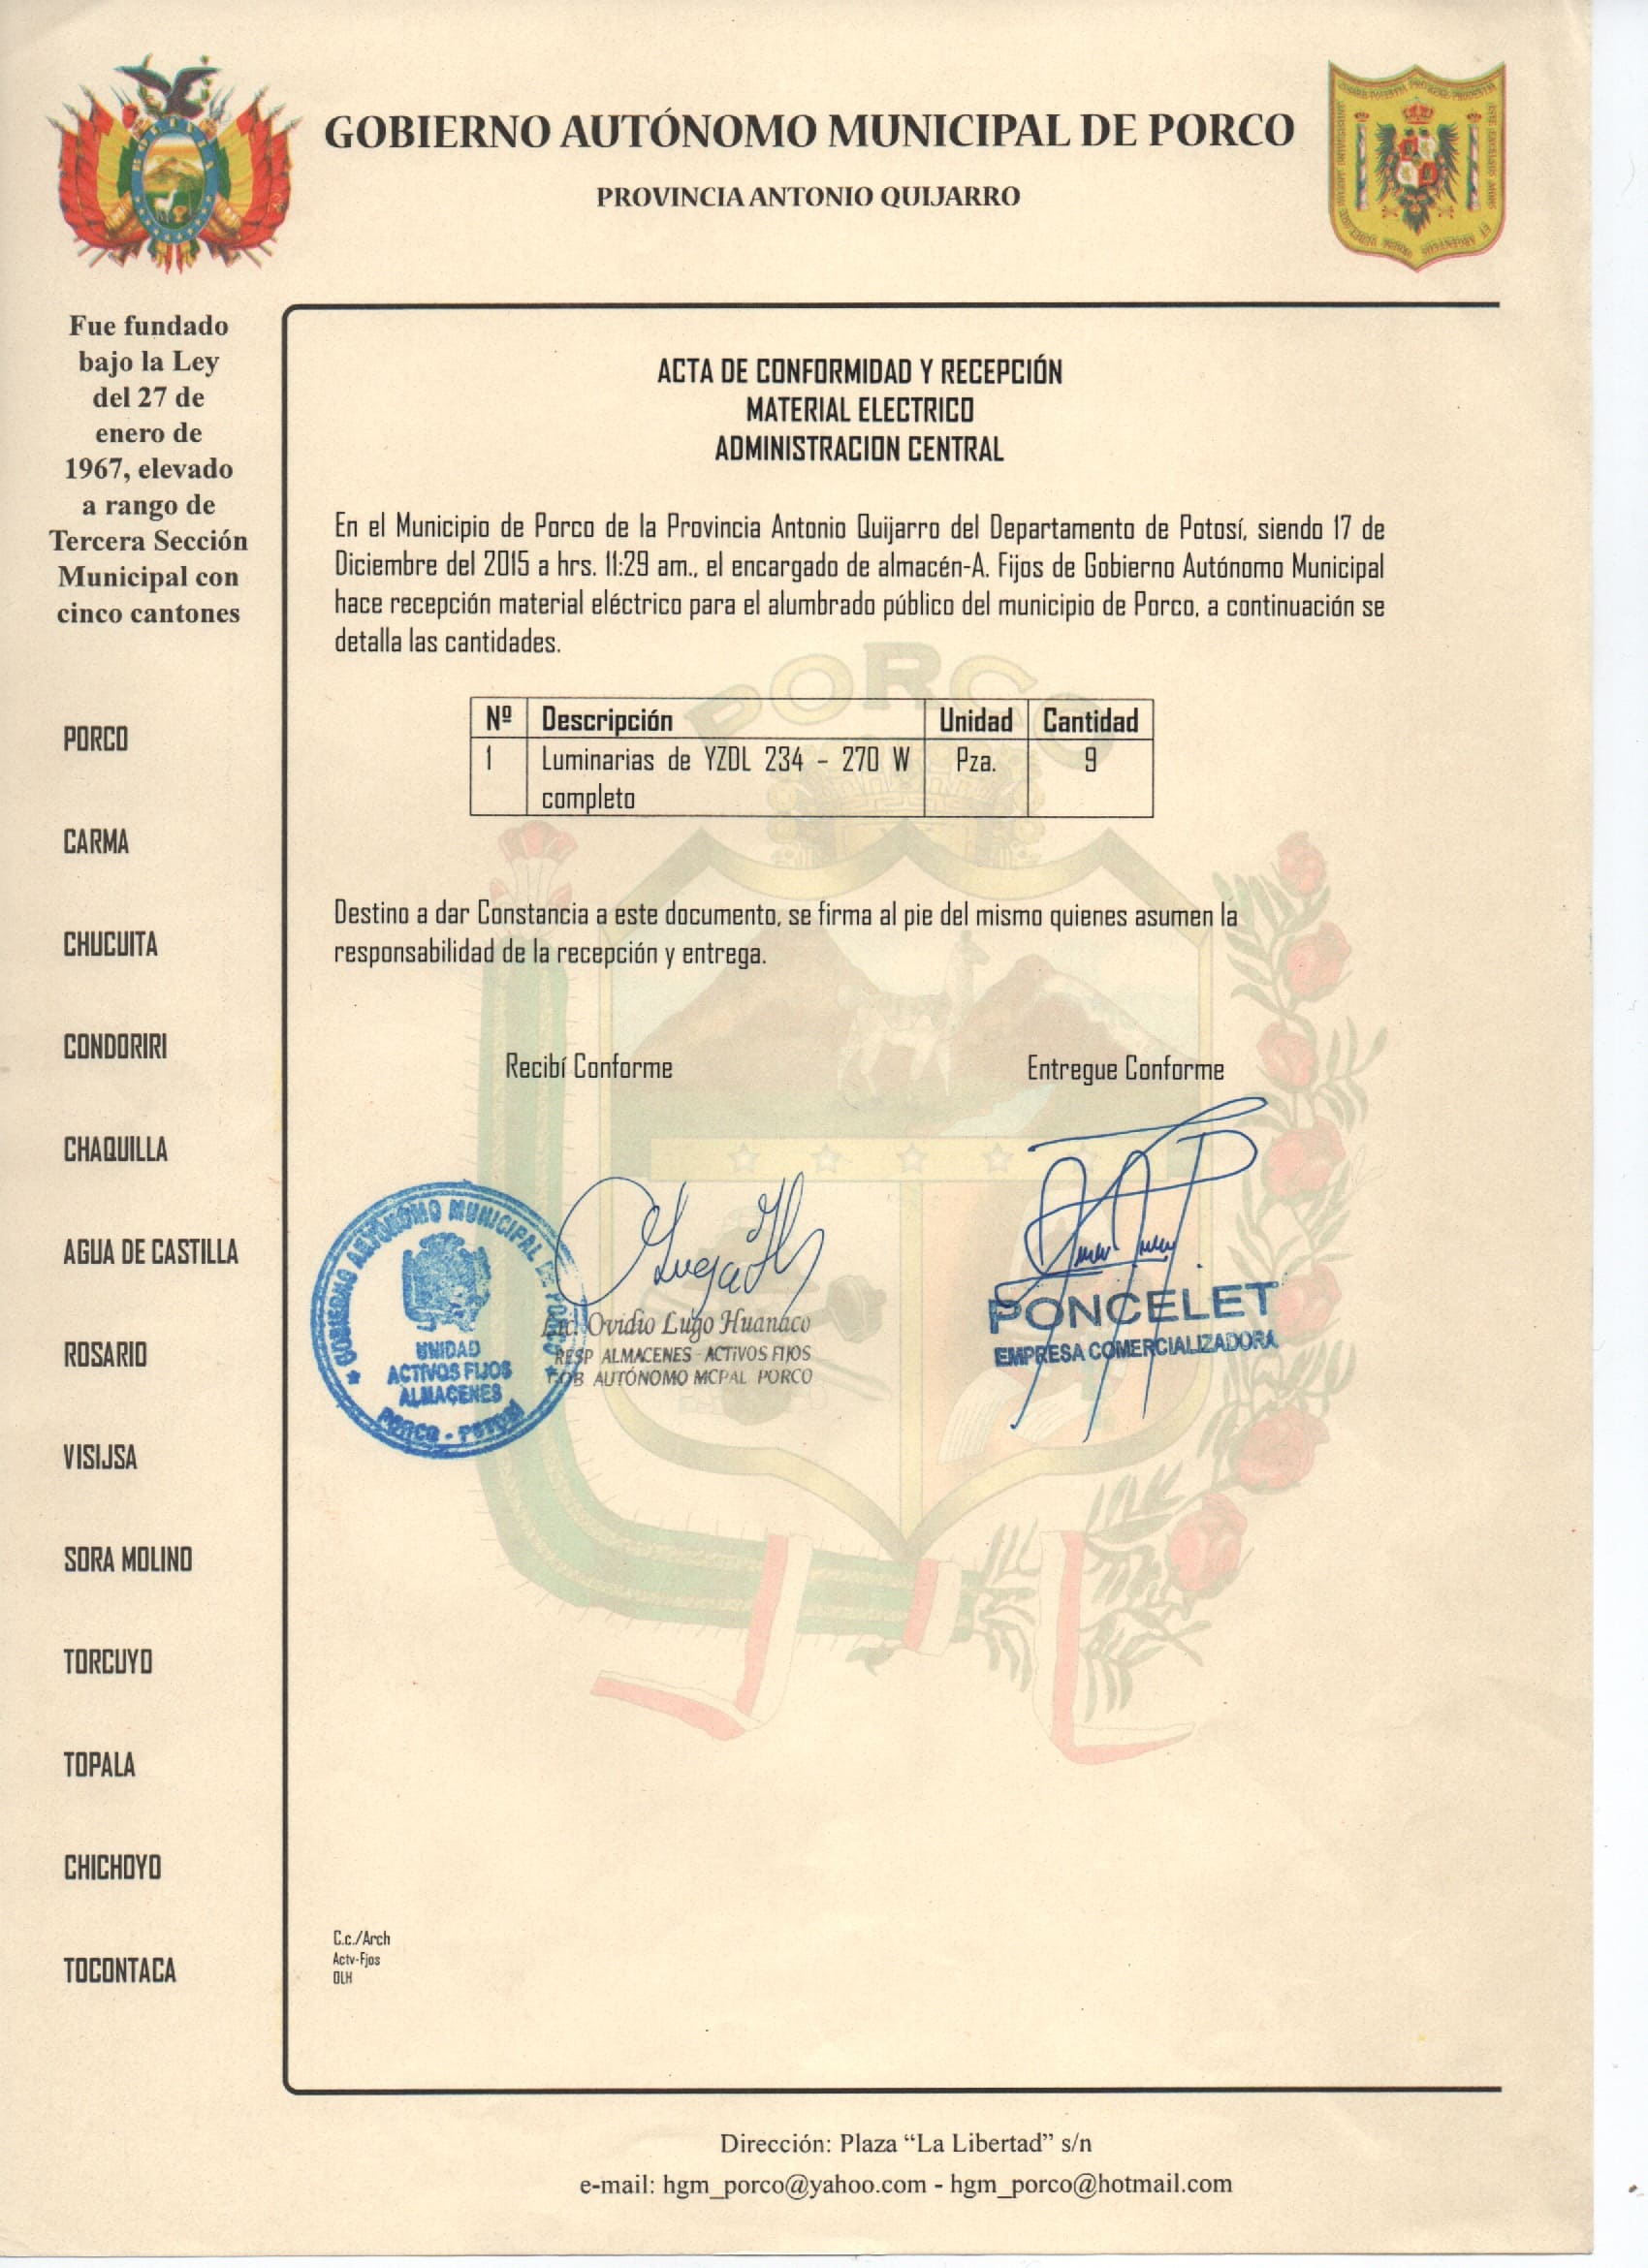 GOBIERNO AUTÓNOMO MUNICIPAL DE PORCO
PROVINCIA ANTONIO QUIJARRO
Fue fundado
bajo la Ley
del 27 de
enero de
1967, elevado
a rango de
Tercera Sección
Municipal con
cinco cantones
PORCO
CARMA
CHUCUITA
CONDORIRI
CHAQUILLA
AGUA DE CASTILLA
ROSARIO
VISIJSA
SORA MOLINO
TORCUYO
TOPALA
CHICHOYO
TOCONTACA
ACTA DE CONFORMIDAD Y RECEPCIÓN
MATERIAL ELECTRICO
ADMINISTRACION CENTRAL
En el Municipio de Porco de la Provincia Antonio Quijarro del Departamento de Potosí, siendo 17 de
Diciembre del 2015 a hrs. 11:29 am., el encargado de almacén-A. Fijos de Gobierno Autónomo Municipal
hace recepción material eléctrico para el alumbrado público del municipio de Porco, a continuación se
detalla las cantidades.
PORCO
Nº Descripción Unidad Cantidad
1 Luminarias de YZDL 234 - 270 W Pza. 9
completo
Destino a dar Constancia a este documento, se firma al pie del mismo quienes asumen la
responsabilidad de la recepción y entrega.
Recibí Conforme Entregue Conforme
GOBIERNO AUTÓNOMO MUNICIPAL DE PORCO
UNIDAD
ACTIVOS FIJOS
ALMACENES
PORCO - POTOSI
Lic. Ovidio Lugo Huanaco
RESP ALMACENES - ACTIVOS FIJOS
GOB AUTÓNOMO MCPAL PORCO
PONCELET
EMPRESA COMERCIALIZADORA
C.c./Arch
Actv-Fjos
OLH
Dirección: Plaza “La Libertad” s/n
e-mail: hgm_porco@yahoo.com - hgm_porco@hotmail.com